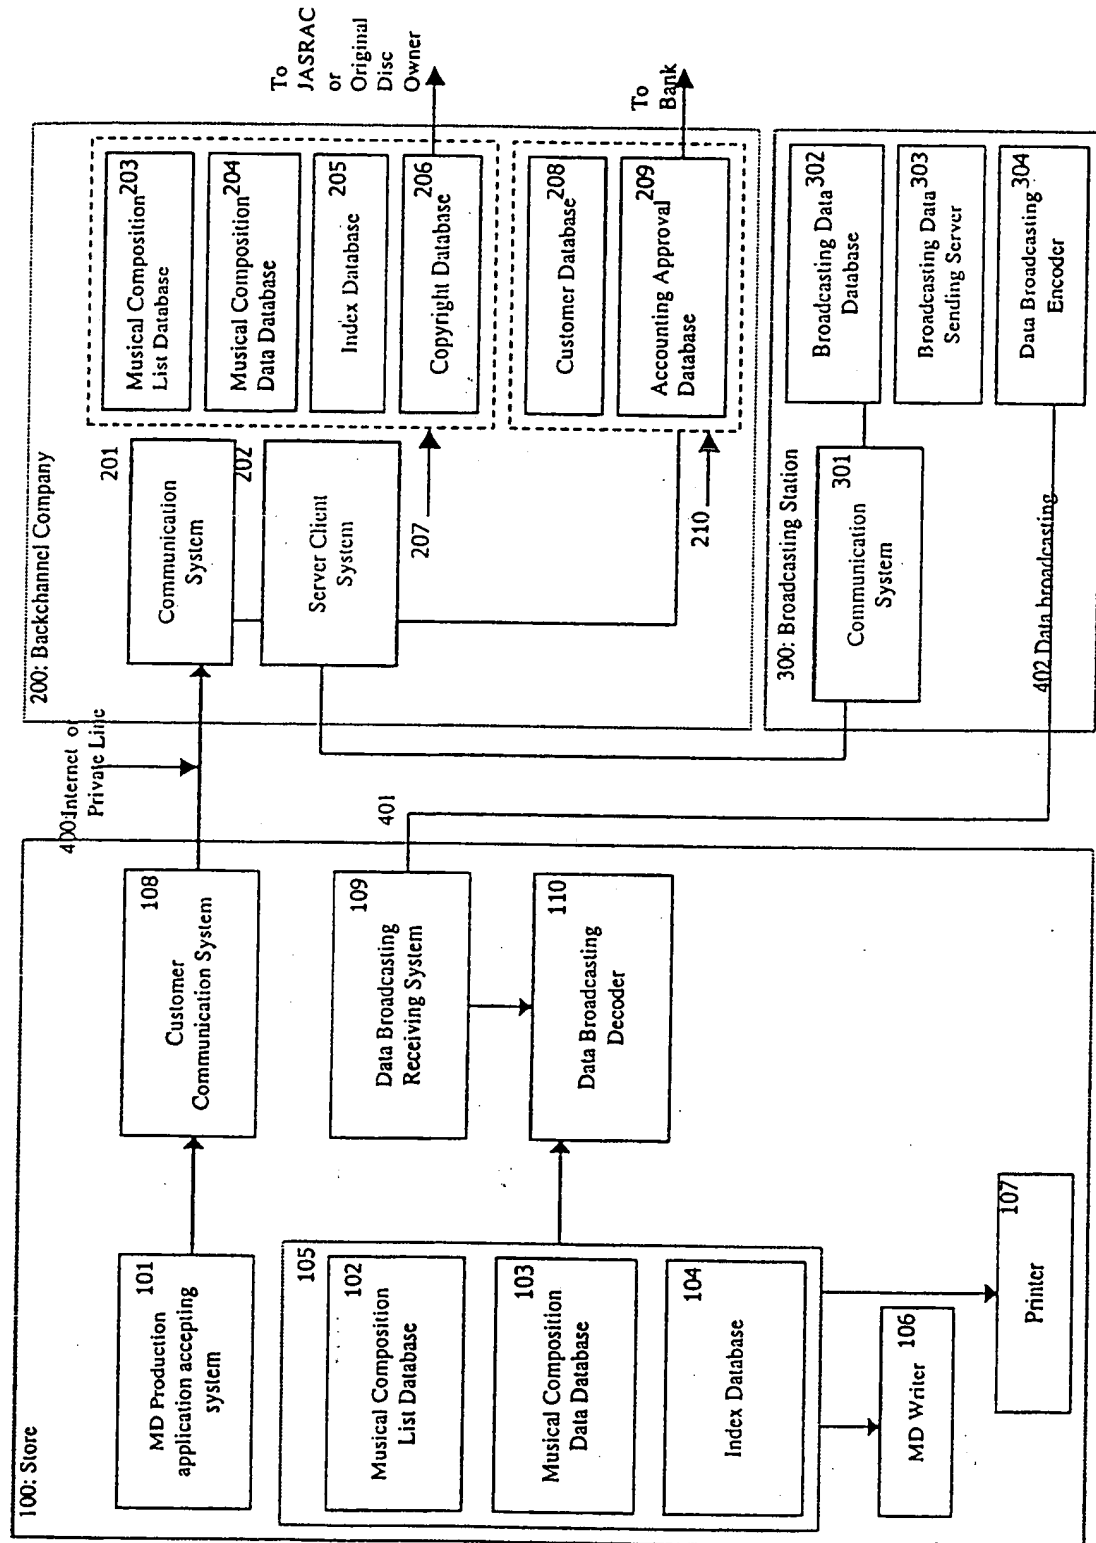 100: Store
101
MD Production
application accepting
system
105
102
Musical Composition
List Database
103
Musical Composition
Data Database
104
Index Database
MD Writer
106
Printer
107
108
Customer
Communication System
109
Data Broadcasting
Receiving System
110
Data Broadcasting
Decoder
400:Internet or
Private Line
401
200: Backchannel Company
201
Communication
System
202
Server Client
System
207
210
203
Musical Composition
List Database
204
Musical Composition
Data Database
205
Index Database
206
Copyright Database
208
Customer Database
209
Accounting Approval
Database
To
JASRAC
or
Original
Disc
Owner
To
Bank
300: Broadcasting Station
301
Communication
System
402 Data broadcasting
302
Broadcasting Data
Database
303
Broadcasting Data
Sending Server
304
Data Broadcasting
Encoder